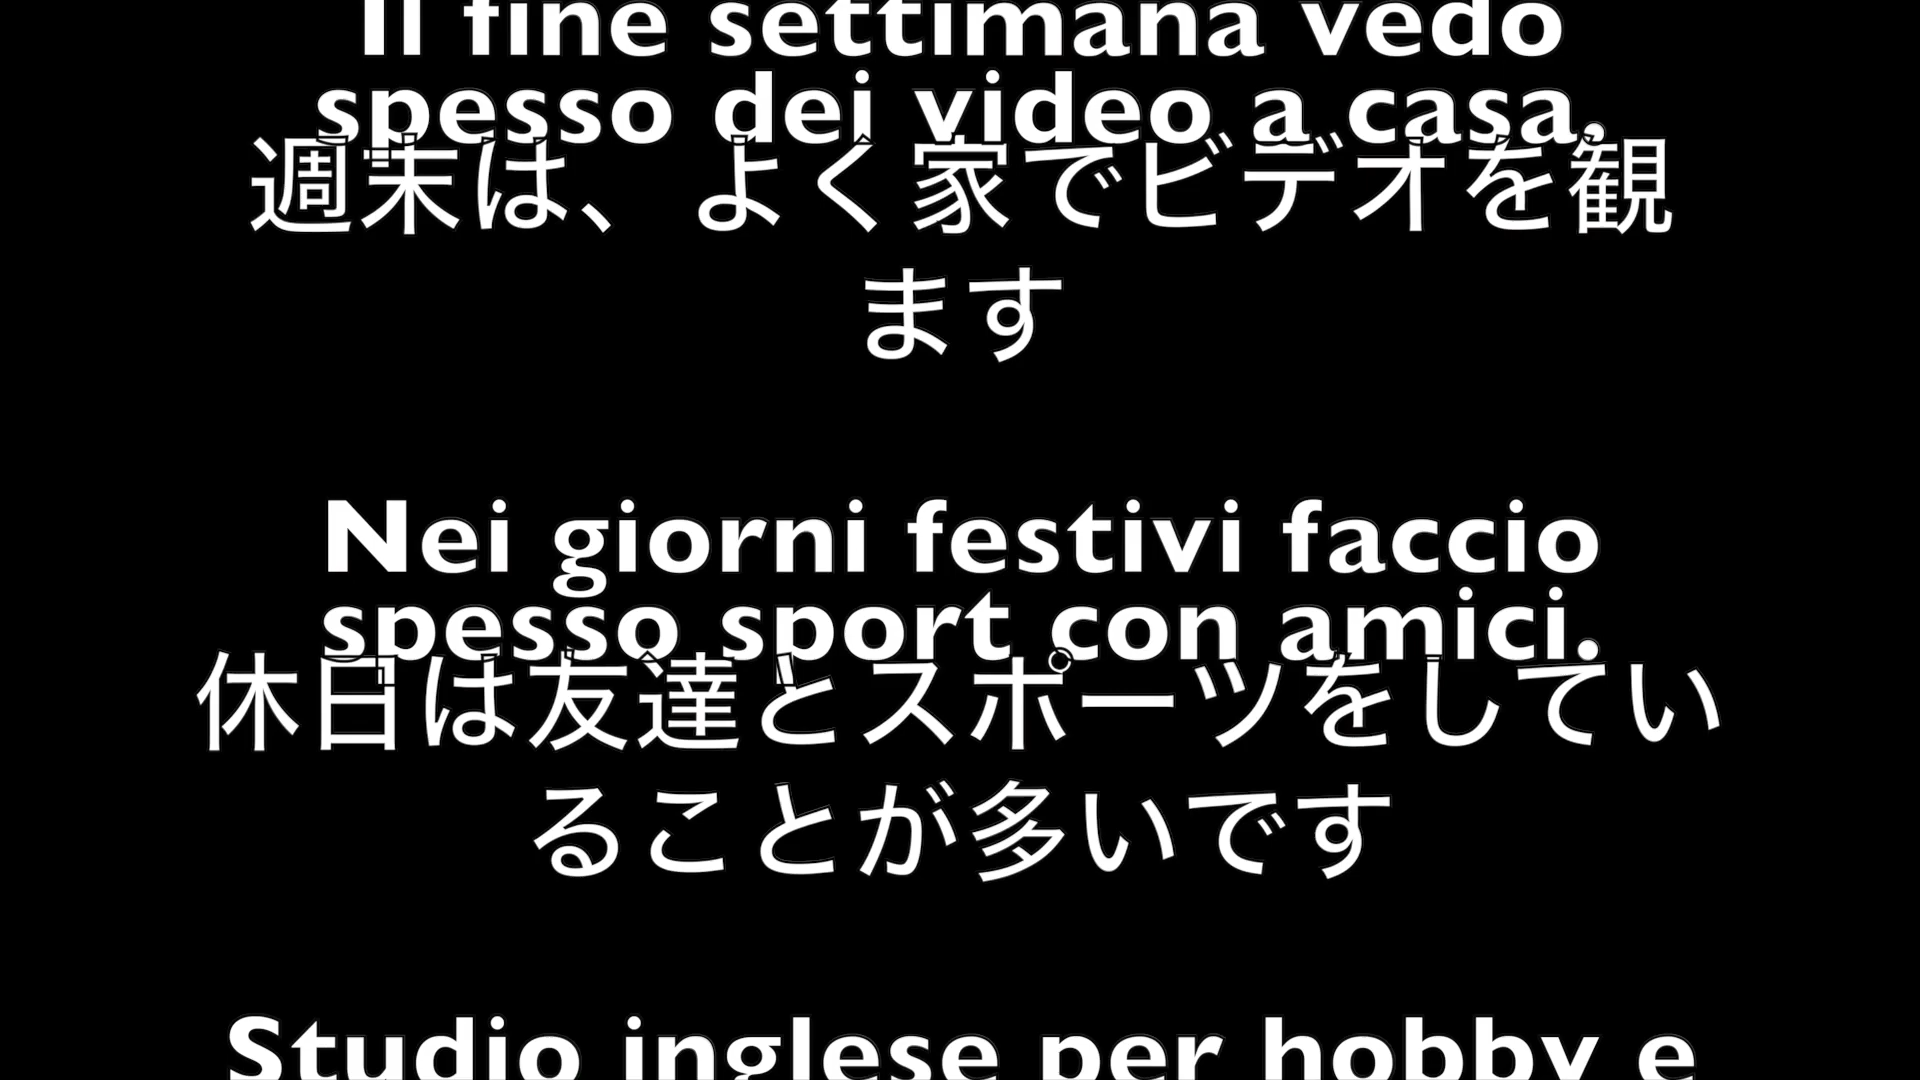 Il fine settimana vedo
spesso dei video a casa.
週末は、よく家でビデオを観
ます
Nei giorni festivi faccio
spesso sport con amici.
休日は友達とスポーツをしてい
ることが多いです
Studio inglese per hobby e